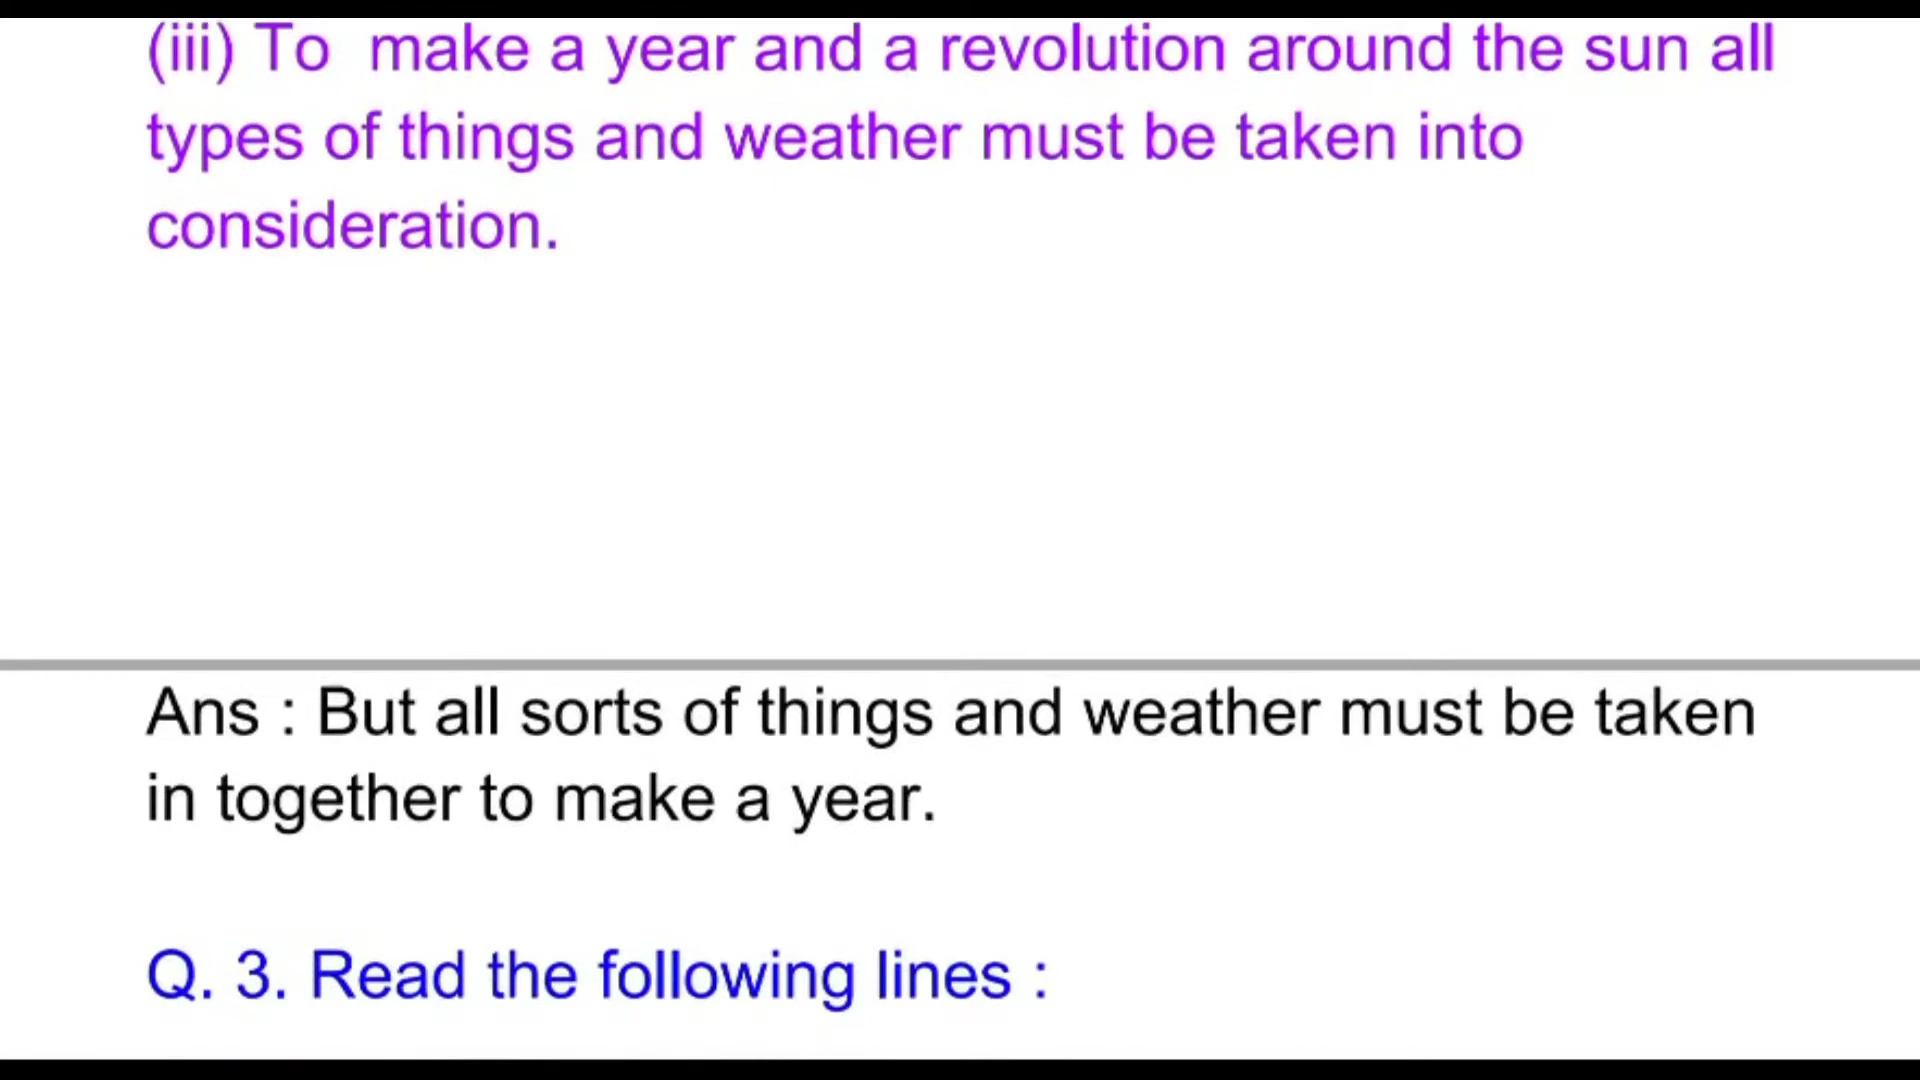 (iii) To  make a year and a revolution around the sun all
types of things and weather must be taken into
consideration.
Ans : But all sorts of things and weather must be taken
in together to make a year.
Q. 3. Read the following lines :